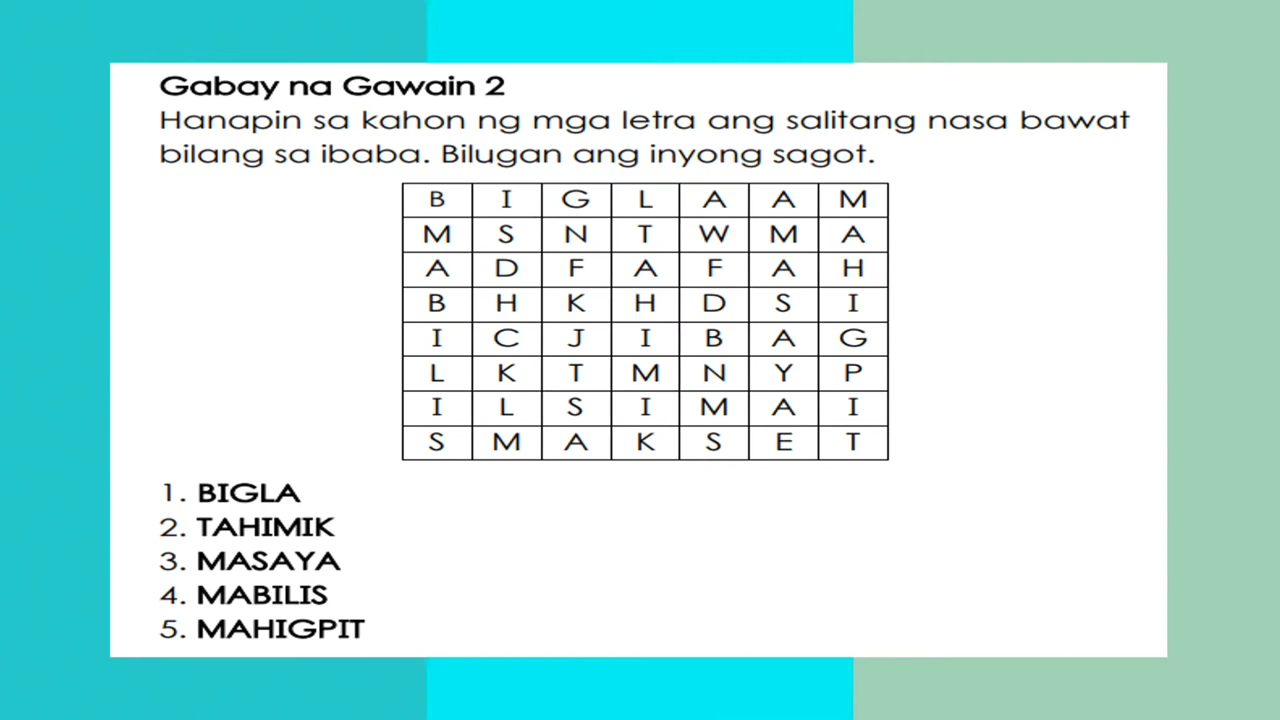 Gabay na Gawain 2
Hanapin sa kahon ng mga letra ang salitang nasa bawat
bilang sa ibaba. Bilugan ang inyong sagot.
B I G L A A M
M S N T W M A
A D F A F A H
B H K H D S I
I C J I B A G
L K T M N Y P
I L S I M A I
S M A K S E T
1. BIGLA
2. TAHIMIK
3. MASAYA
4. MABILIS
5. MAHIGPIT